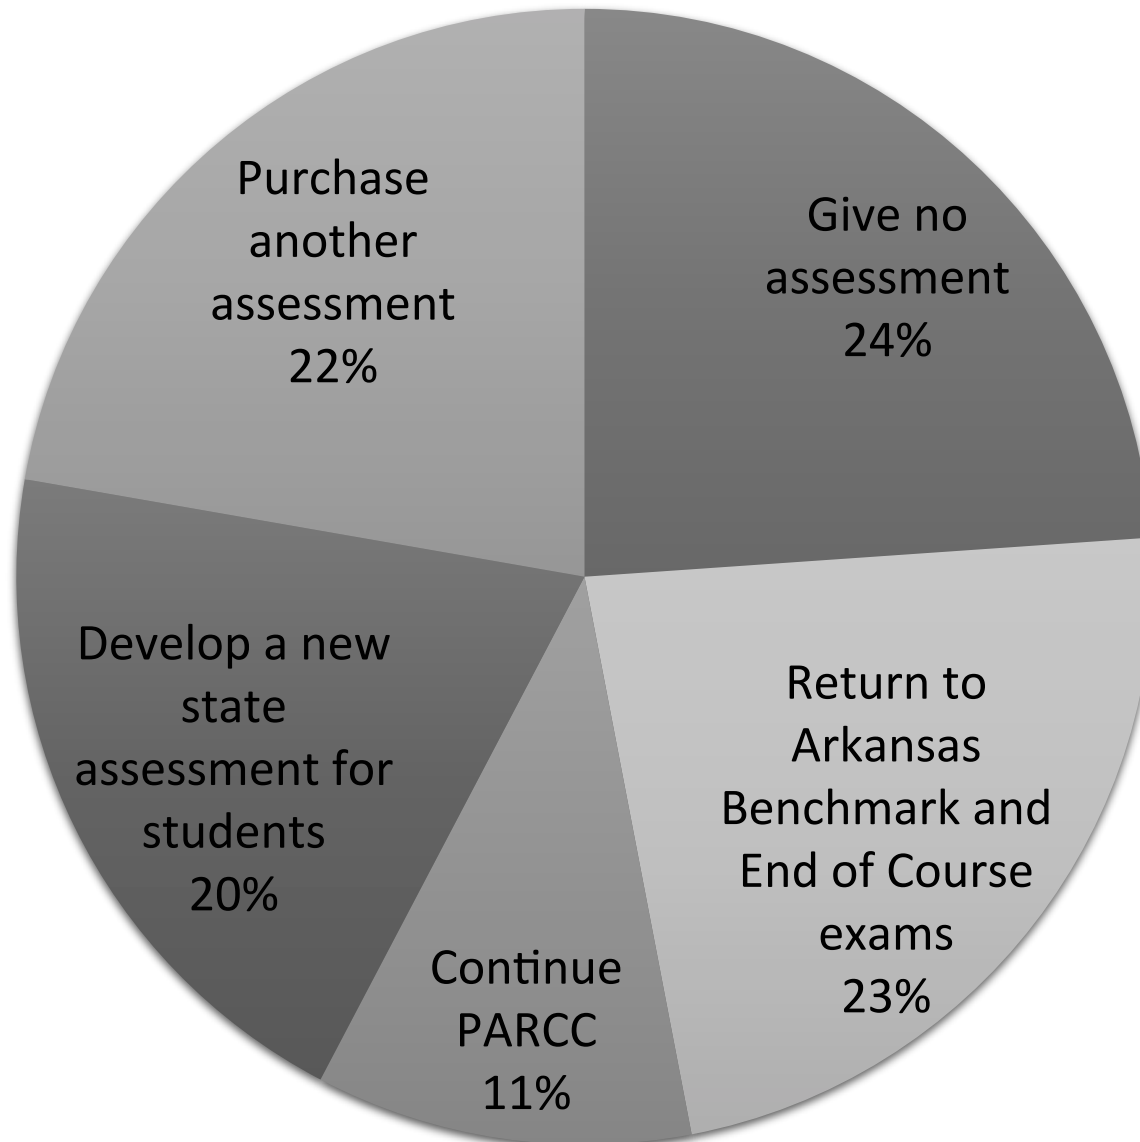 Purchase
another
assessment
22%
Give no
assessment
24%
Develop a new
state
assessment for
students
20%
Return to
Arkansas
Benchmark and
End of Course
exams
23%
Continue
PARCC
11%